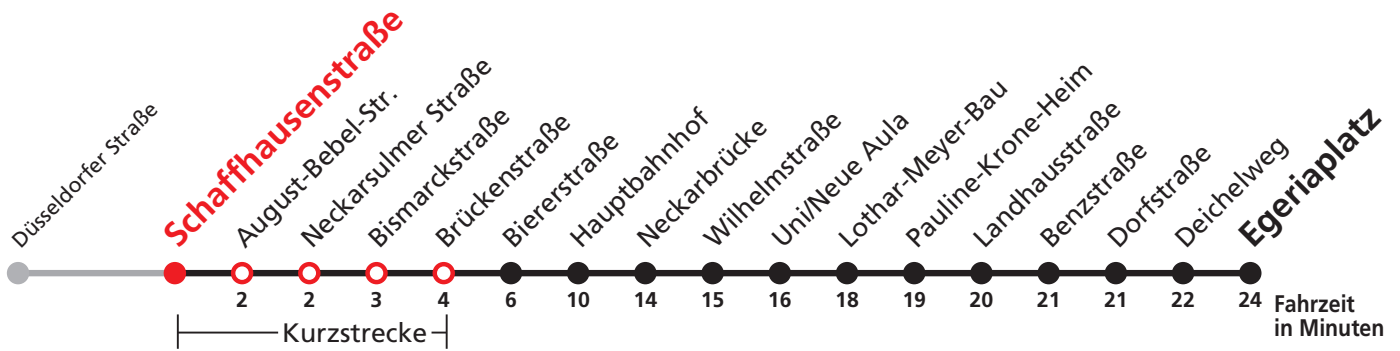 Düsseldorfer Straße
Schaffhausenstraße
August-Bebel-Str.
Neckarsulmer Straße
Bismarckstraße
Brückenstraße
Biererstraße
Hauptbahnhof
Neckarbrücke
Wilhelmstraße
Uni/Neue Aula
Lothar-Meyer-Bau
Pauline-Krone-Heim
Landhausstraße
Benzstraße
Dorfstraße
Deichelweg
Egeriaplatz
2 2 3 4 6 10 14 15 16 18 19 20 21 21 22 24 Fahrzeit
in Minuten
Kurzstrecke